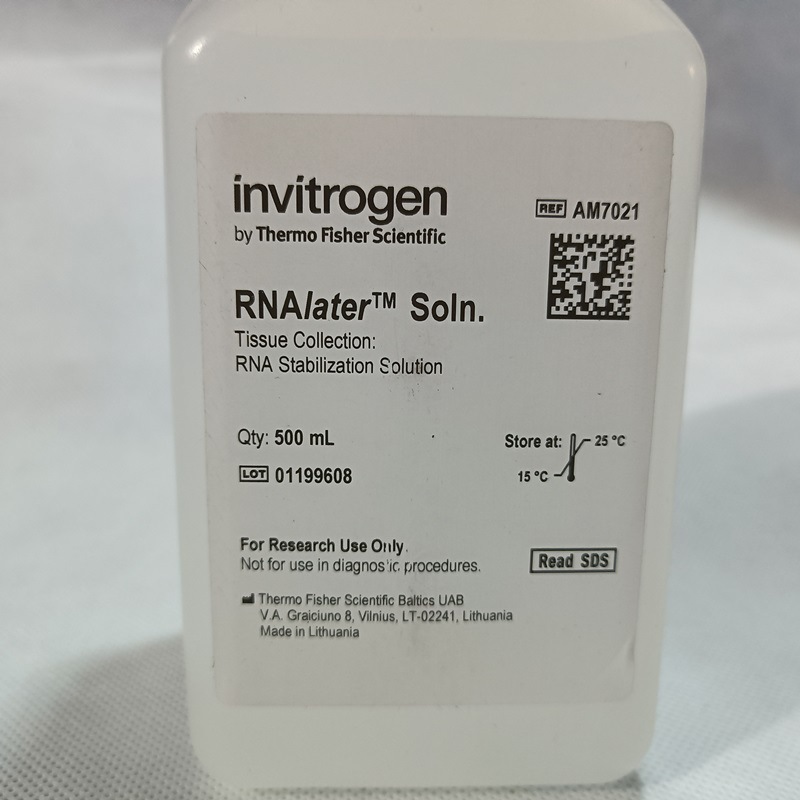 invitrogen
by Thermo Fisher Scientific
REF AM7021
RNAlater™ Soln.
Tissue Collection:
RNA Stabilization Solution
Qty: 500 mL
Store at: 25 °C
15 °C
LOT 01199608
For Research Use Only.
Not for use in diagnostic procedures.
Read SDS
Thermo Fisher Scientific Baltics UAB
V.A. Graiciuno 8, Vilnius, LT-02241, Lithuania
Made in Lithuania